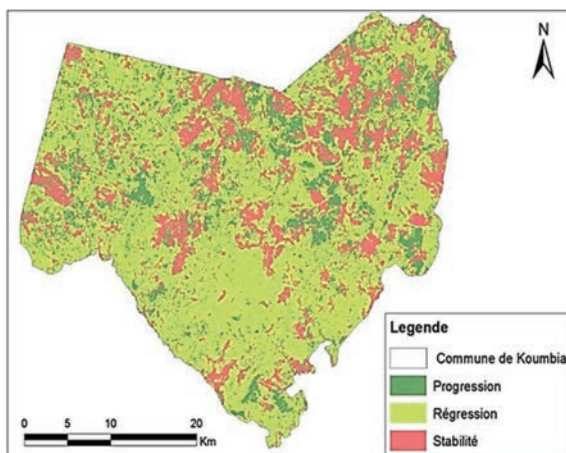 N
Legende
Commune de Koumbia
Progression
Régression
Stabilité
0 5 10 20
Km